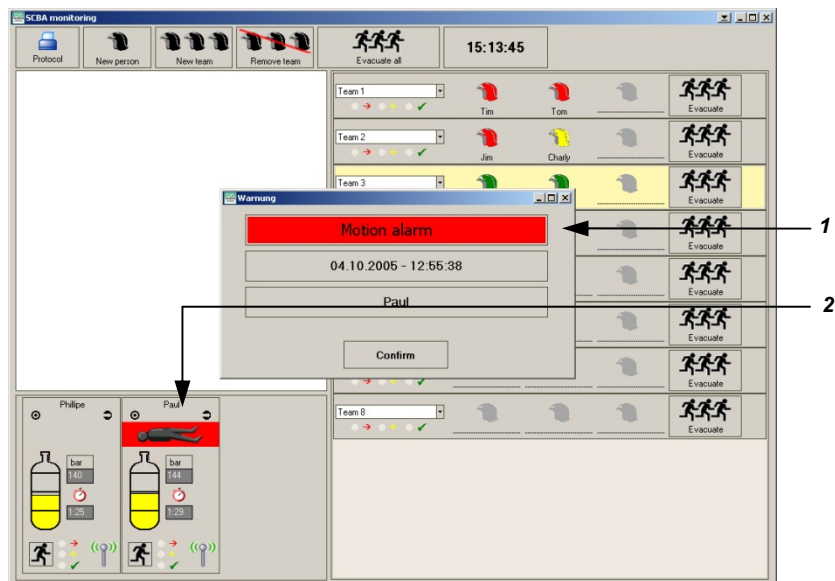 SCBA monitoring
Protocol
New person
New team
Remove team
Evacuate all
15:13:45
Team 1
Tim
Tom
Evacuate
Team 2
Jim
Charly
Evacuate
Team 3
Evacuate
Warnung
Motion alarm
04.10.2005 - 12:55:38
Paul
Confirm
1
2
Evacuate
Evacuate
Evacuate
Evacuate
Team 8
Evacuate
Philipe
bar
140
1:25
Paul
bar
144
1:29